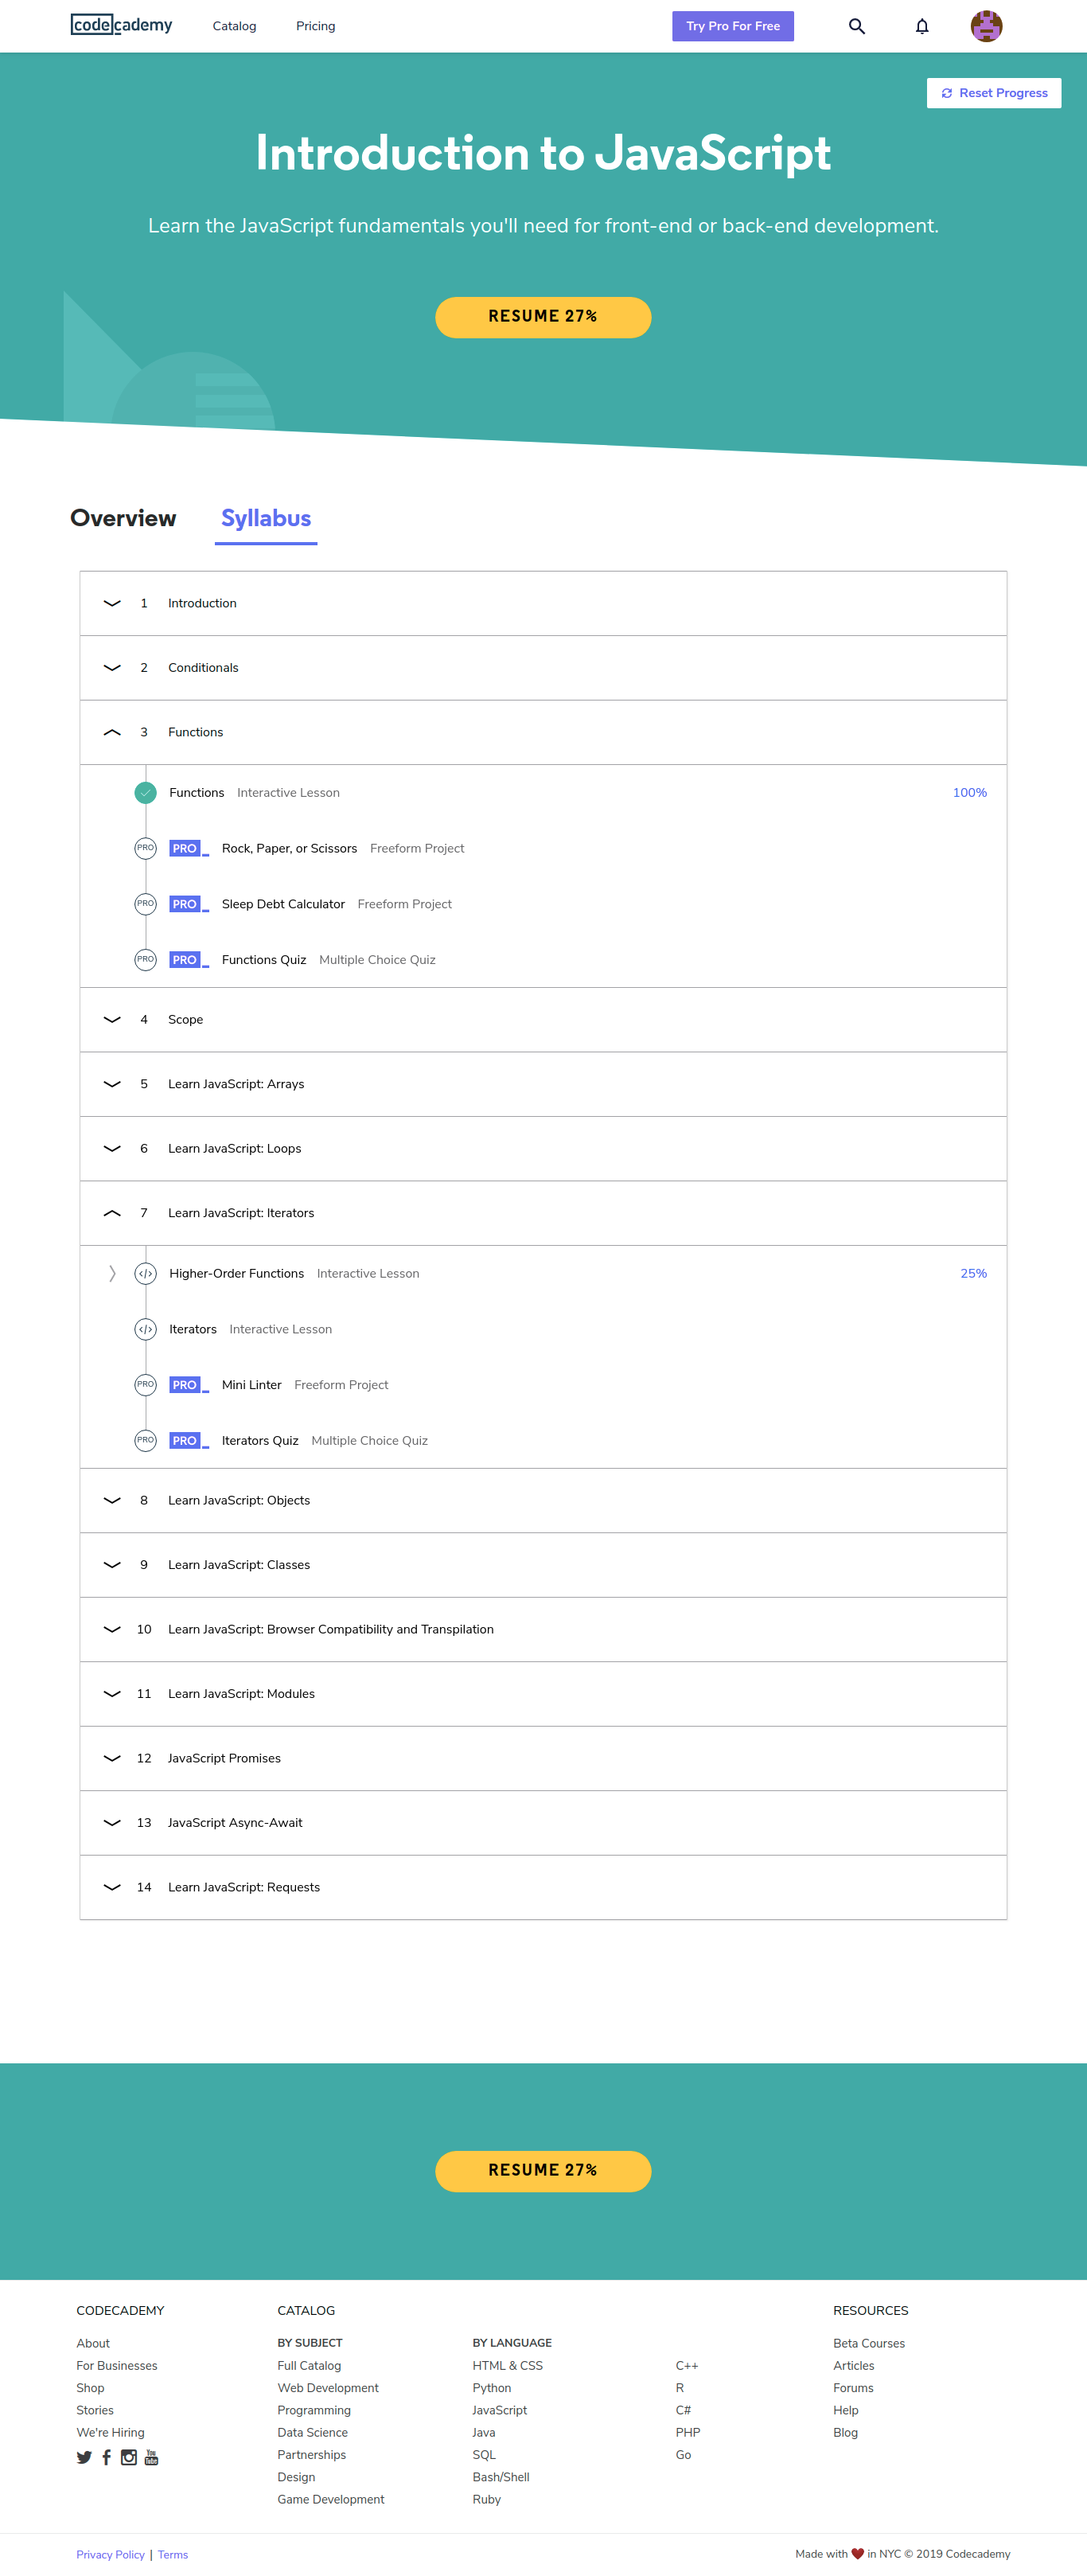 codecademy Catalog Pricing Try Pro For Free
Reset Progress
Introduction to JavaScript
Learn the JavaScript fundamentals you'll need for front-end or back-end development.
RESUME 27%
Overview Syllabus
1 Introduction
2 Conditionals
3 Functions
Functions Interactive Lesson 100%
PRO PRO_ Rock, Paper, or Scissors Freeform Project
PRO PRO_ Sleep Debt Calculator Freeform Project
PRO PRO_ Functions Quiz Multiple Choice Quiz
4 Scope
5 Learn JavaScript: Arrays
6 Learn JavaScript: Loops
7 Learn JavaScript: Iterators
</> Higher-Order Functions Interactive Lesson 25%
</> Iterators Interactive Lesson
PRO PRO_ Mini Linter Freeform Project
PRO PRO_ Iterators Quiz Multiple Choice Quiz
8 Learn JavaScript: Objects
9 Learn JavaScript: Classes
10 Learn JavaScript: Browser Compatibility and Transpilation
11 Learn JavaScript: Modules
12 JavaScript Promises
13 JavaScript Async-Await
14 Learn JavaScript: Requests
RESUME 27%
CODECADEMY
About
For Businesses
Shop
Stories
We're Hiring
You Tube
CATALOG
BY SUBJECT
Full Catalog
Web Development
Programming
Data Science
Partnerships
Design
Game Development
BY LANGUAGE
HTML & CSS
Python
JavaScript
Java
SQL
Bash/Shell
Ruby
C++
R
C#
PHP
Go
RESOURCES
Beta Courses
Articles
Forums
Help
Blog
Privacy Policy | Terms
Made with ❤ in NYC © 2019 Codecademy